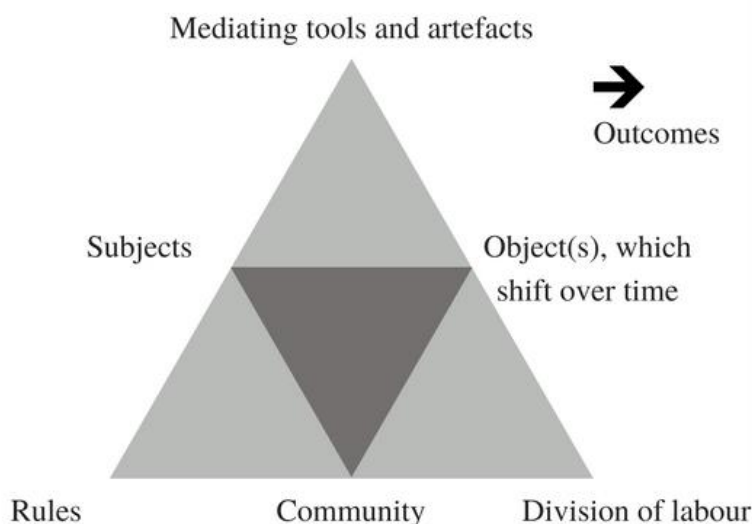 Mediating tools and artefacts
Outcomes
Subjects
Object(s), which
shift over time
Rules
Community
Division of labour